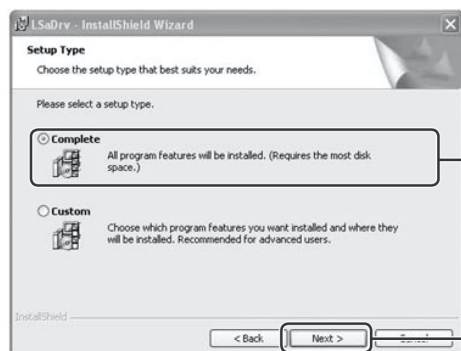 LSaDrv - InstallShield Wizard
Setup Type
Choose the setup type that best suits your needs.
Please select a setup type.
Complete
All program features will be installed. (Requires the most disk
space.)
Custom
Choose which program features you want installed and where they
will be installed. Recommended for advanced users.
InstallShield
< Back Next >